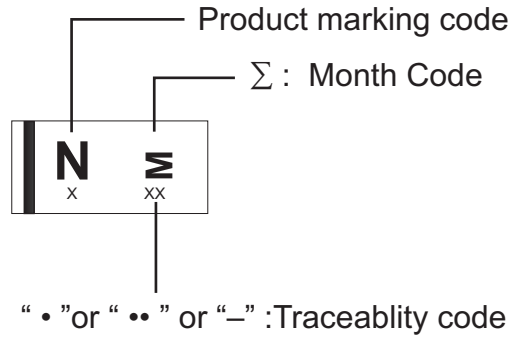 Product marking code
∑ : Month Code
N M
X XX
“ • ”or “ •• ” or “–” :Traceablity code